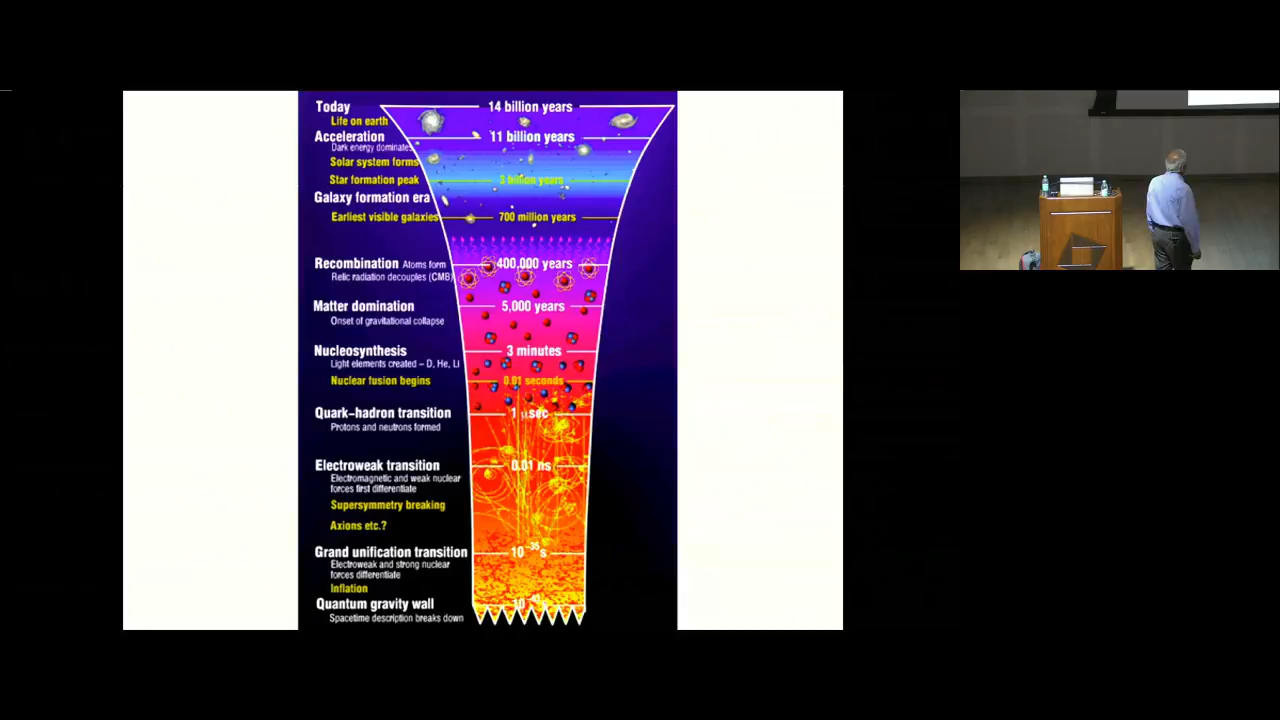 Today 14 billion years
Life on earth
Acceleration 11 billion years
Dark energy dominates
Solar system forms
Star formation peak 3 billion years
Galaxy formation era
Earliest visible galaxies 700 million years
Recombination Atoms form 400,000 years
Relic radiation decouples (CMB)
Matter domination 5,000 years
Onset of gravitational collapse
Nucleosynthesis 3 minutes
Light elements created – D, He, Li
Nuclear fusion begins 0.01 seconds
Quark–hadron transition 1 μsec
Protons and neutrons formed
Electroweak transition 0.01 ns
Electromagnetic and weak nuclear
forces first differentiate
Supersymmetry breaking
Axions etc.?
Grand unification transition 10⁻³⁵s
Electroweak and strong nuclear
forces differentiate
Inflation
Quantum gravity wall
Spacetime description breaks down